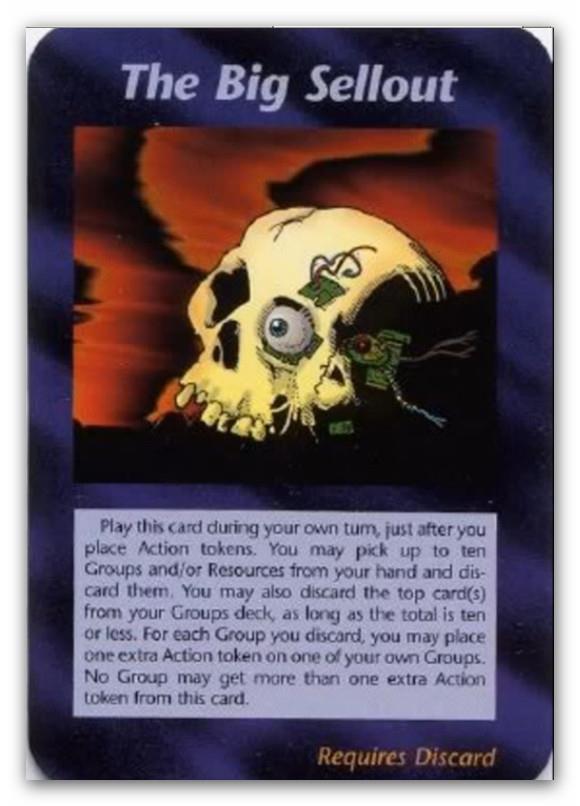 The Big Sellout
Play this card during your own turn, just after you
place Action tokens. You may pick up to ten
Groups and/or Resources from your hand and dis-
card them. You may also discard the top card(s)
from your Groups deck, as long as the total is ten
or less. For each Group you discard, you may place
one extra Action token on one of your own Groups.
No Group may get more than one extra Action
token from this card.
Requires Discard